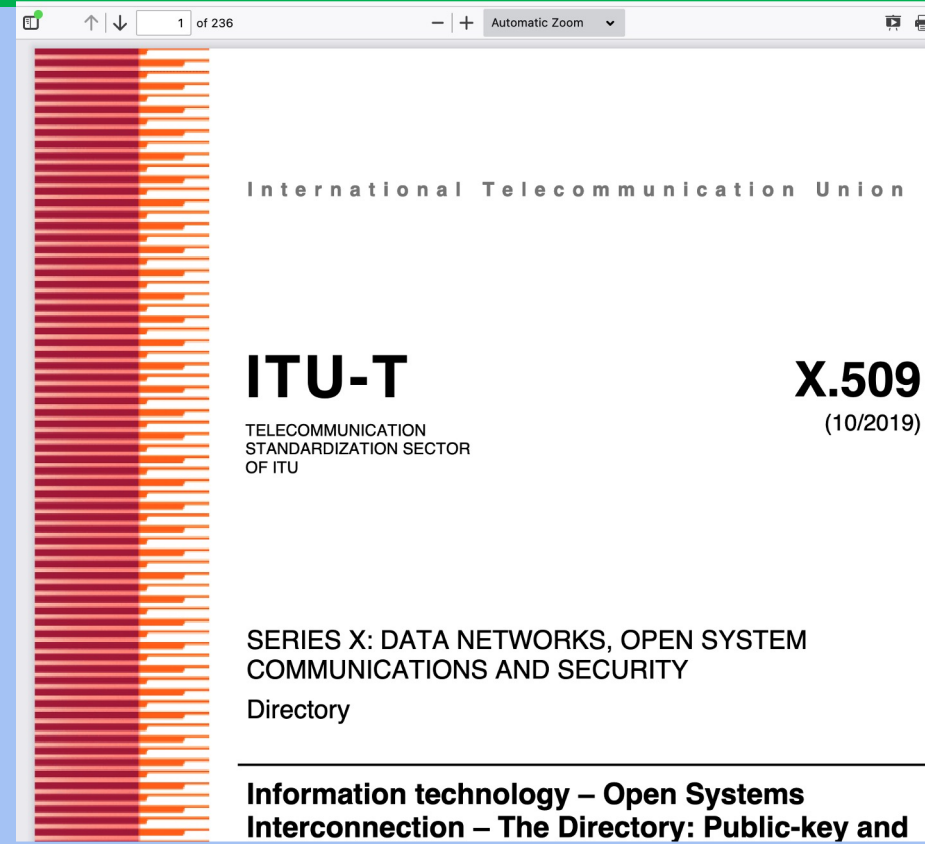 1 of 236
Automatic Zoom
International Telecommunication Union
ITU-T
X.509
TELECOMMUNICATION
(10/2019)
STANDARDIZATION SECTOR
OF ITU
SERIES X: DATA NETWORKS, OPEN SYSTEM
COMMUNICATIONS AND SECURITY
Directory
Information technology – Open Systems
Interconnection – The Directory: Public-key and